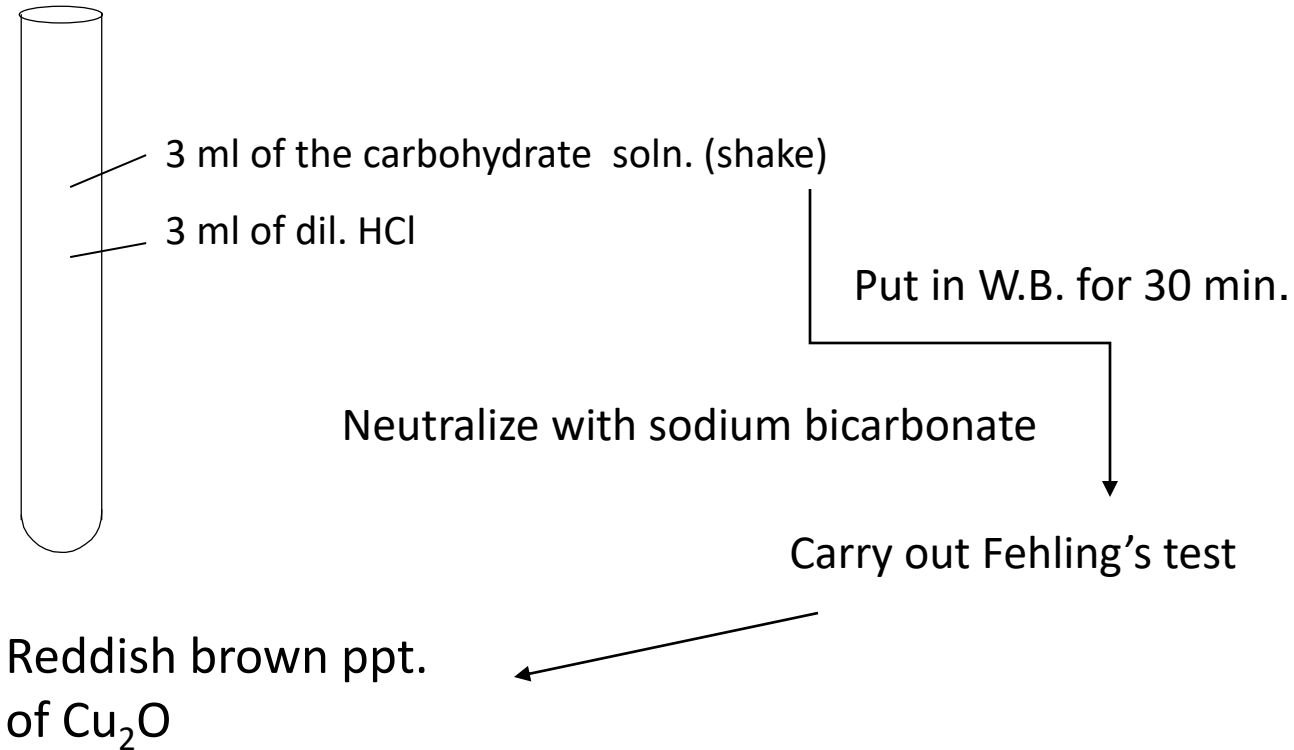 3 ml of the carbohydrate  soln. (shake)
3 ml of dil. HCl
Put in W.B. for 30 min.
Neutralize with sodium bicarbonate
Carry out Fehling’s test
Reddish brown ppt.
of Cu₂O